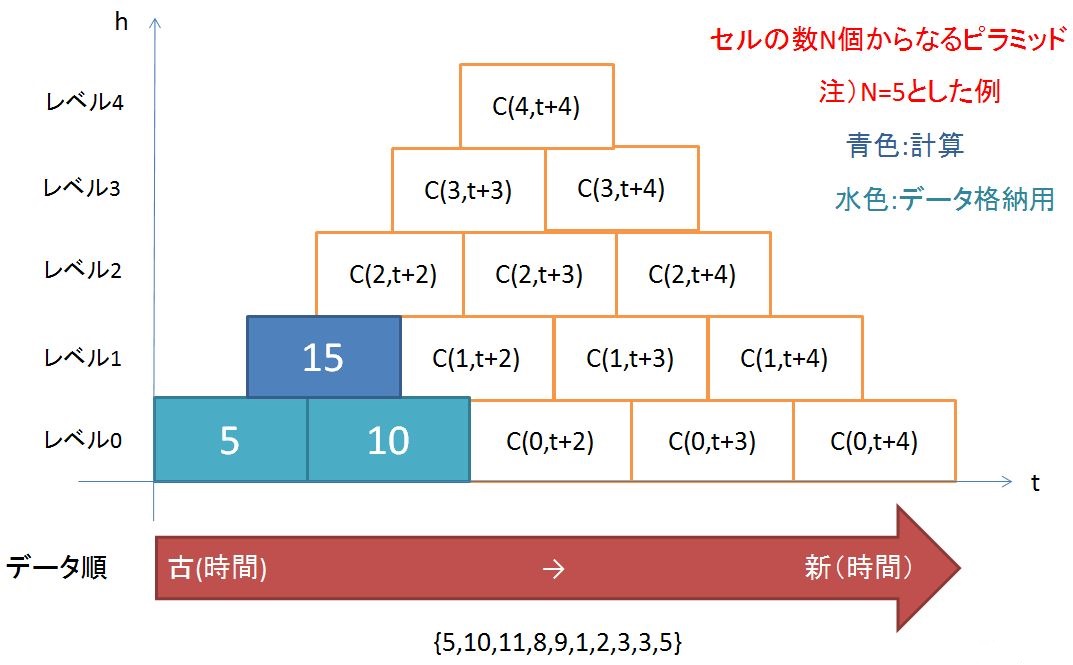 h
セルの数N個からなるピラミッド
注）N=5とした例
青色:計算
水色:データ格納用
レベル4
C(4,t+4)
レベル3
C(3,t+3) C(3,t+4)
レベル2
C(2,t+2) C(2,t+3) C(2,t+4)
レベル1
15 C(1,t+2) C(1,t+3) C(1,t+4)
レベル0
5 10 C(0,t+2) C(0,t+3) C(0,t+4)
t
データ順
古(時間) → 新（時間）
{5,10,11,8,9,1,2,3,3,5}